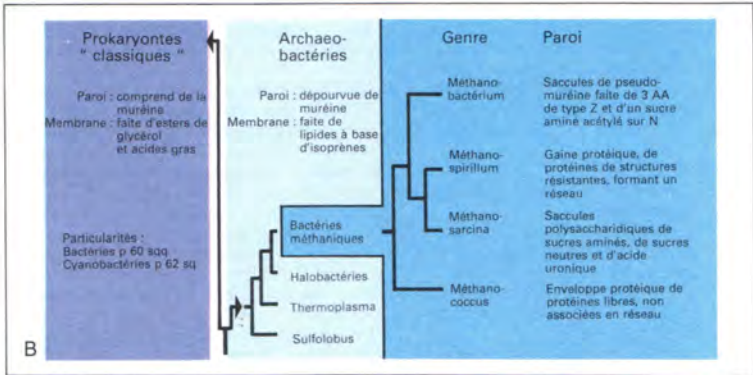 Prokaryontes
" classiques "
Paroi : comprend de la
muréine
Membrane : faite d'esters de
glycérol
et acides gras
Particularités :
Bactéries p 60 sqq
Cyanobactéries p 62 sq
Archaeo-
bactéries
Paroi : dépourvue de
muréine
Membrane : faite de
lipides à base
d'isoprènes
Bactéries
méthaniques
Halobactéries
Thermoplasma
Sulfolobus
Genre
Paroi
Méthano-
bactérium
Saccules de pseudo-
muréine faite de 3 AA
de type Z et d'un sucre
amine acétylé sur N
Méthano-
spirillum
Gaine protéique, de
protéines de structures
résistantes, formant un
réseau
Méthano-
sarcina
Saccules
polysaccharidiques de
sucres aminés, de sucres
neutres et d'acide
uronique
Méthano-
coccus
Enveloppe protéique de
protéines libres, non
associées en réseau
B